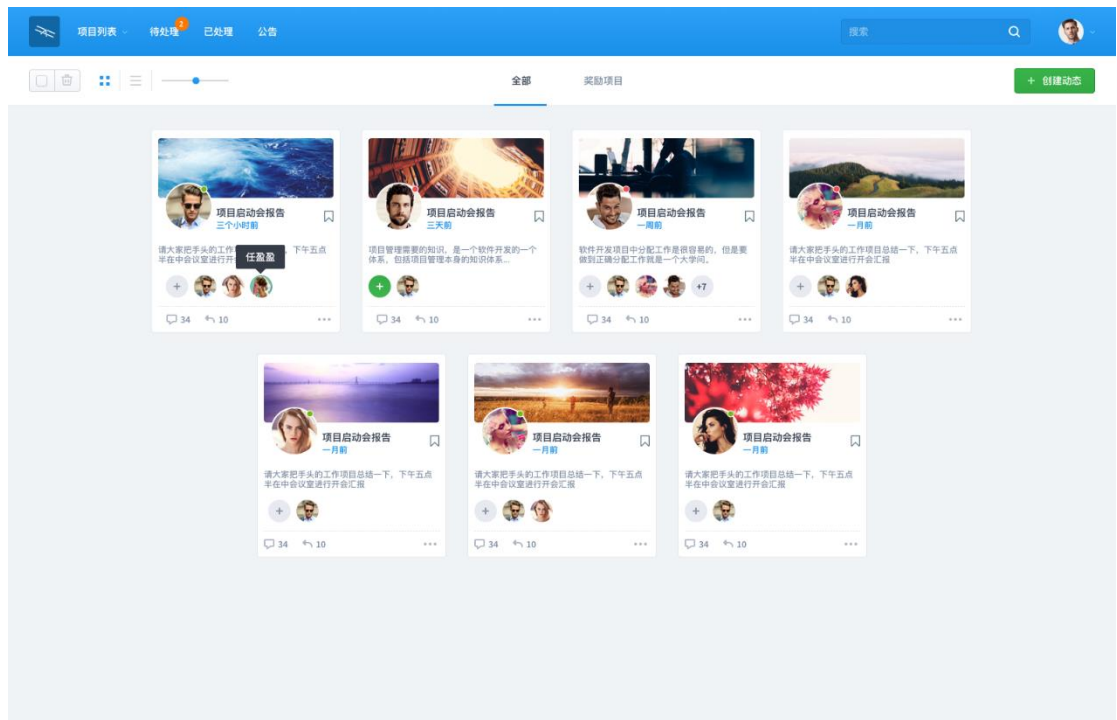 项目列表
待处理
2
已处理
公告
搜索
全部
奖励项目
+ 创建动态
项目启动会报告
三个小时前
请大家把手头的工作
，下午五点
半在中会议室进行开
任盈盈
34 10
项目启动会报告
三天前
项目管理需要的知识，是一个软件开发的一个
体系，包括项目管理本身的知识体系...
34 10
项目启动会报告
一周前
软件开发项目中分配工作是很容易的，但是要
做到正确分配工作就是一个大学问。
+7
34 10
项目启动会报告
一月前
请大家把手头的工作项目总结一下，下午五点
半在中会议室进行开会汇报
34 10
项目启动会报告
一月前
请大家把手头的工作项目总结一下，下午五点
半在中会议室进行开会汇报
34 10
项目启动会报告
一月前
请大家把手头的工作项目总结一下，下午五点
半在中会议室进行开会汇报
34 10
项目启动会报告
一月前
请大家把手头的工作项目总结一下，下午五点
半在中会议室进行开会汇报
34 10